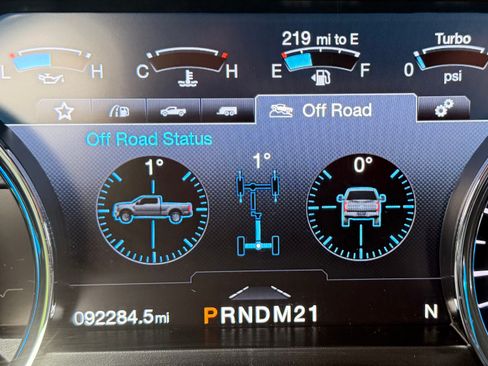 219 mi to E
Turbo
L H C H E F 0
psi
Off Road
Off Road Status
1° 1° 0°
092284.5mi PRNDM21 N